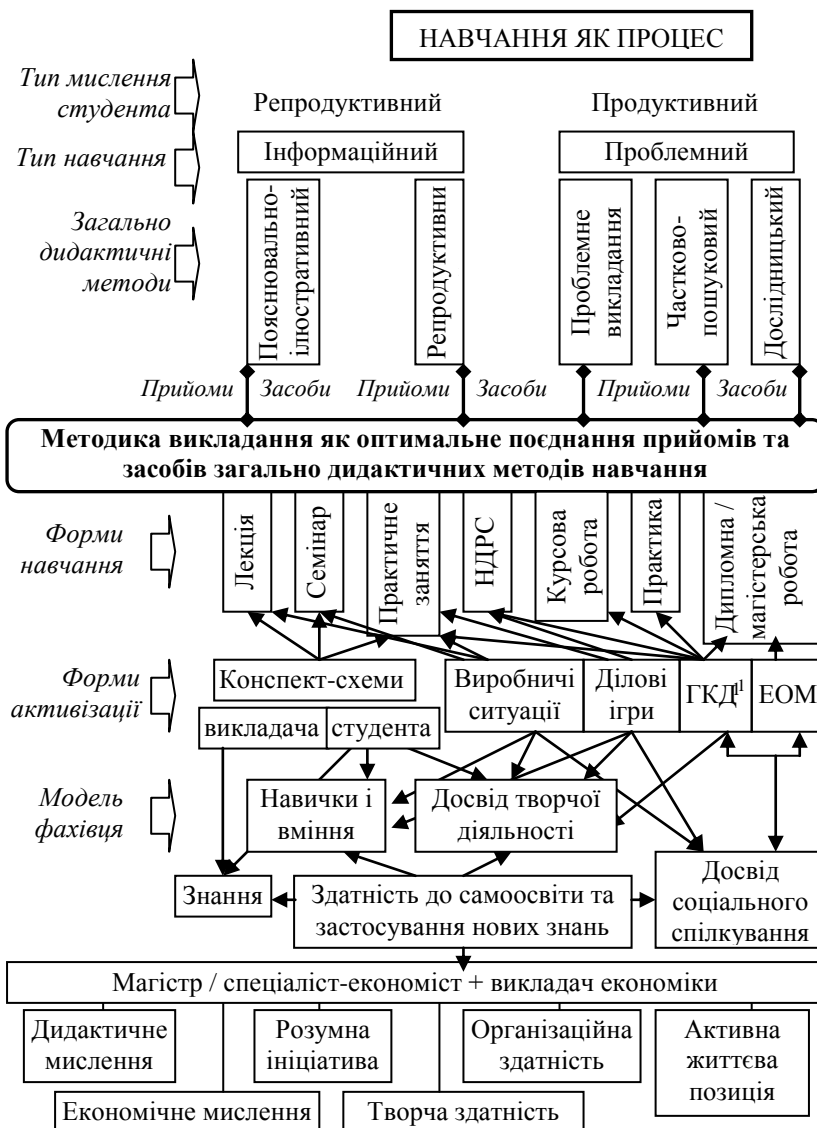 НАВЧАННЯ ЯК ПРОЦЕС
Тип мислення
студента
Репродуктивний
Продуктивний
Тип навчання
Інформаційний
Проблемний
Загально
дидактичні
методи
Пояснювально-
ілюстративний
Репродуктивни
Проблемне
викладання
Частково-
пошуковий
Дослідницький
Прийоми
Засоби
Прийоми
Засоби
Прийоми
Засоби
Методика викладання як оптимальне поєднання прийомів та
засобів загально дидактичних методів навчання
Форми
навчання
Лекція
Семінар
Практичне
заняття
НДРС
Курсова
робота
Практика
Дипломна /
магістерська
робота
Форми
активізації
Конспект-схеми
викладача
студента
Виробничі
ситуації
Ділові
ігри
ГКД¹¹
ЕОМ
Модель
фахівця
Навички і
вміння
Досвід творчої
діяльності
Знання
Здатність до самоосвіти та
застосування нових знань
Досвід
соціального
спілкування
Магістр / спеціаліст-економіст + викладач економіки
Дидактичне
мислення
Розумна
ініціатива
Організаційна
здатність
Активна
життєва
позиція
Економічне мислення
Творча здатність